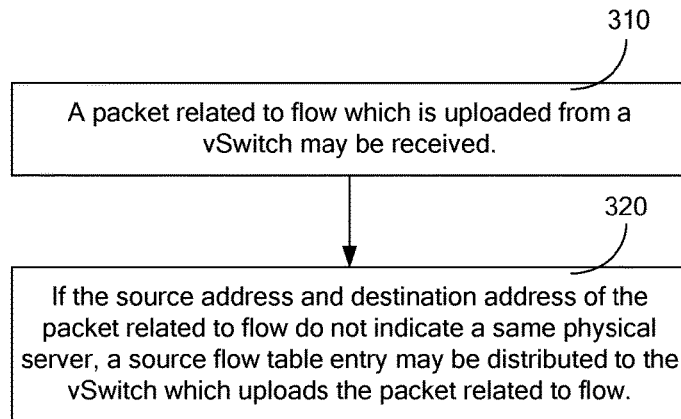 310
A packet related to flow which is uploaded from a
vSwitch may be received.
320
If the source address and destination address of the
packet related to flow do not indicate a same physical
server, a source flow table entry may be distributed to the
vSwitch which uploads the packet related to flow.